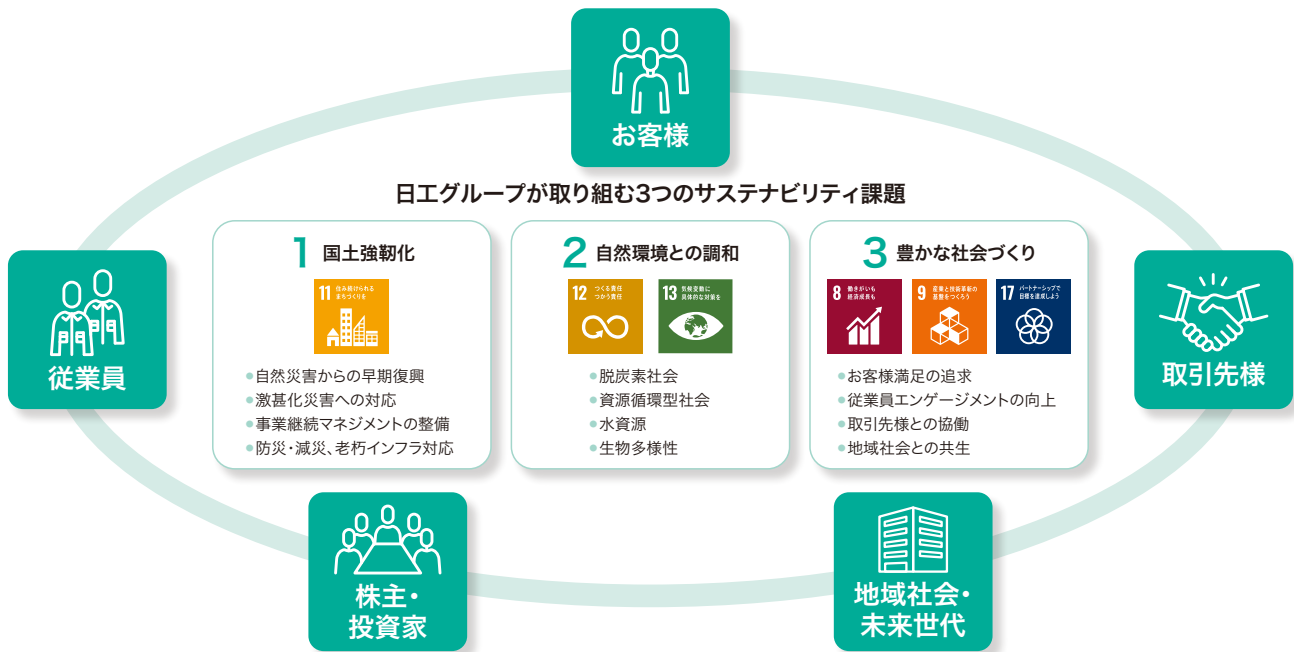 お客様
日工グループが取り組む3つのサステナビリティ課題
従業員
1 国土強靭化
11 住み続けられる
まちづくりを
自然災害からの早期復興
激甚化災害への対応
事業継続マネジメントの整備
防災・減災、老朽インフラ対応
2 自然環境との調和
12 つくる責任
つかう責任
13 気候変動に
具体的な対策を
脱炭素社会
資源循環型社会
水資源
生物多様性
3 豊かな社会づくり
8 働きがいも
経済成長も
9 産業と技術革新の
基盤をつくろう
17 パートナーシップで
目標を達成しよう
お客様満足の追求
従業員エンゲージメントの向上
取引先様との協働
地域社会との共生
取引先様
株主・
投資家
地域社会・
未来世代